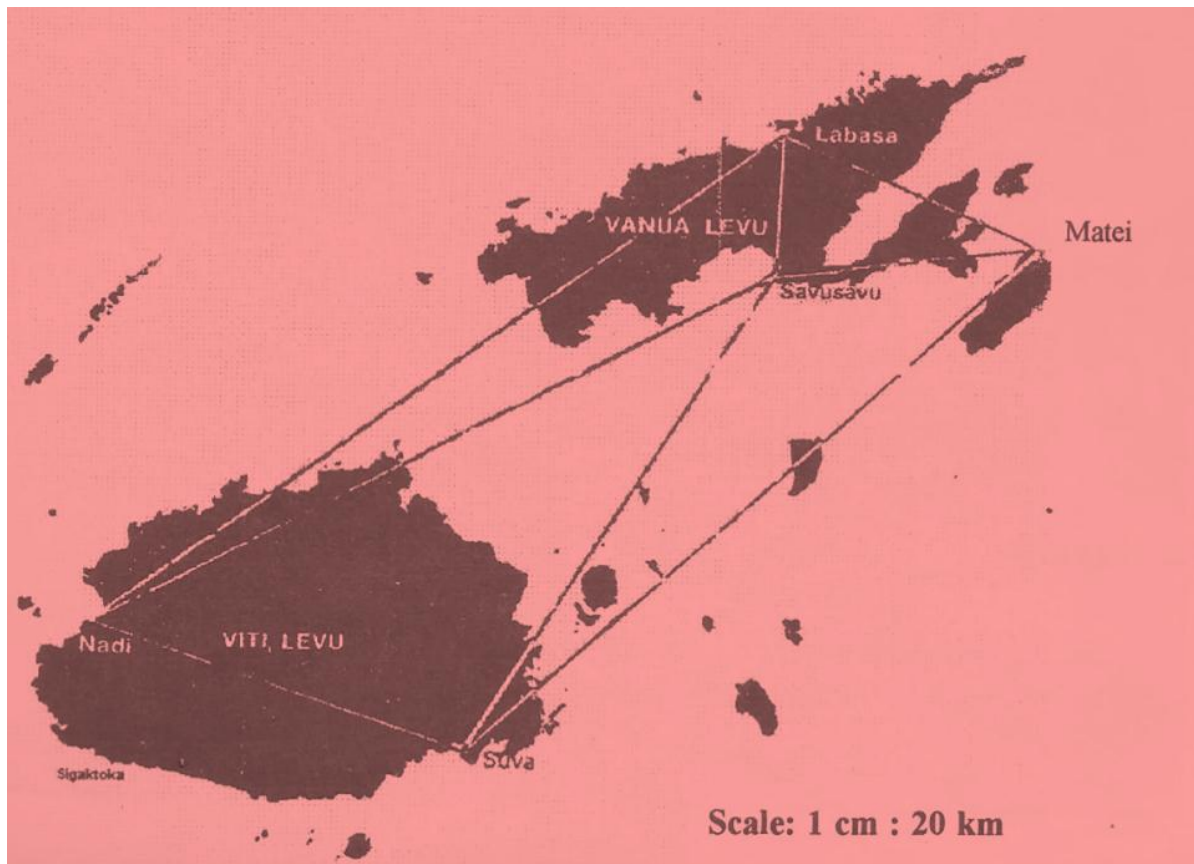 Labasa
VANUA LEVU
Matei
Savusavu
Nadi
VITI LEVU
Suva
Sigaktoka
Scale: 1 cm : 20 km